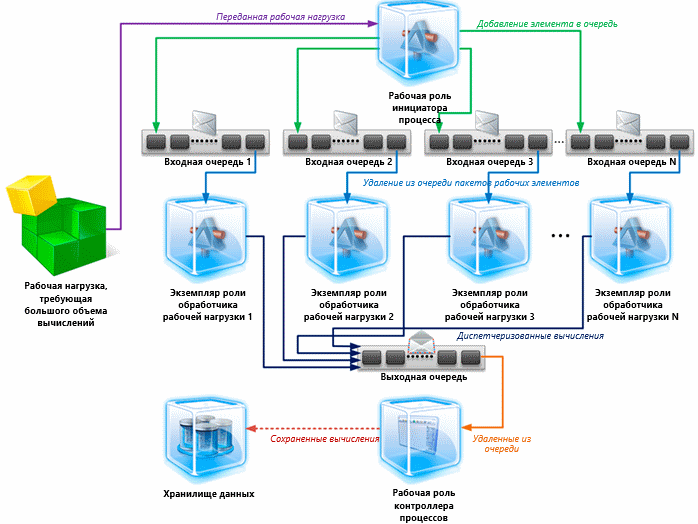 Переданная рабочая нагрузка
Добавление элемента в очередь
Рабочая роль
инициатора
процесса
Входная очередь 1
Входная очередь 2
Входная очередь 3
Входная очередь N
Удаление из очереди пакетов рабочих элементов
Рабочая нагрузка,
требующая
большого объема
вычислений
Экземпляр роли
обработчика
рабочей нагрузки 1
Экземпляр роли
обработчика
рабочей нагрузки 2
Экземпляр роли
обработчика
рабочей нагрузки 3
Экземпляр роли
обработчика
рабочей нагрузки N
Диспетчеризованные вычисления
Выходная очередь
Сохраненные вычисления
Удаленные из
очереди
Хранилище данных
Рабочая роль
контроллера
процессов